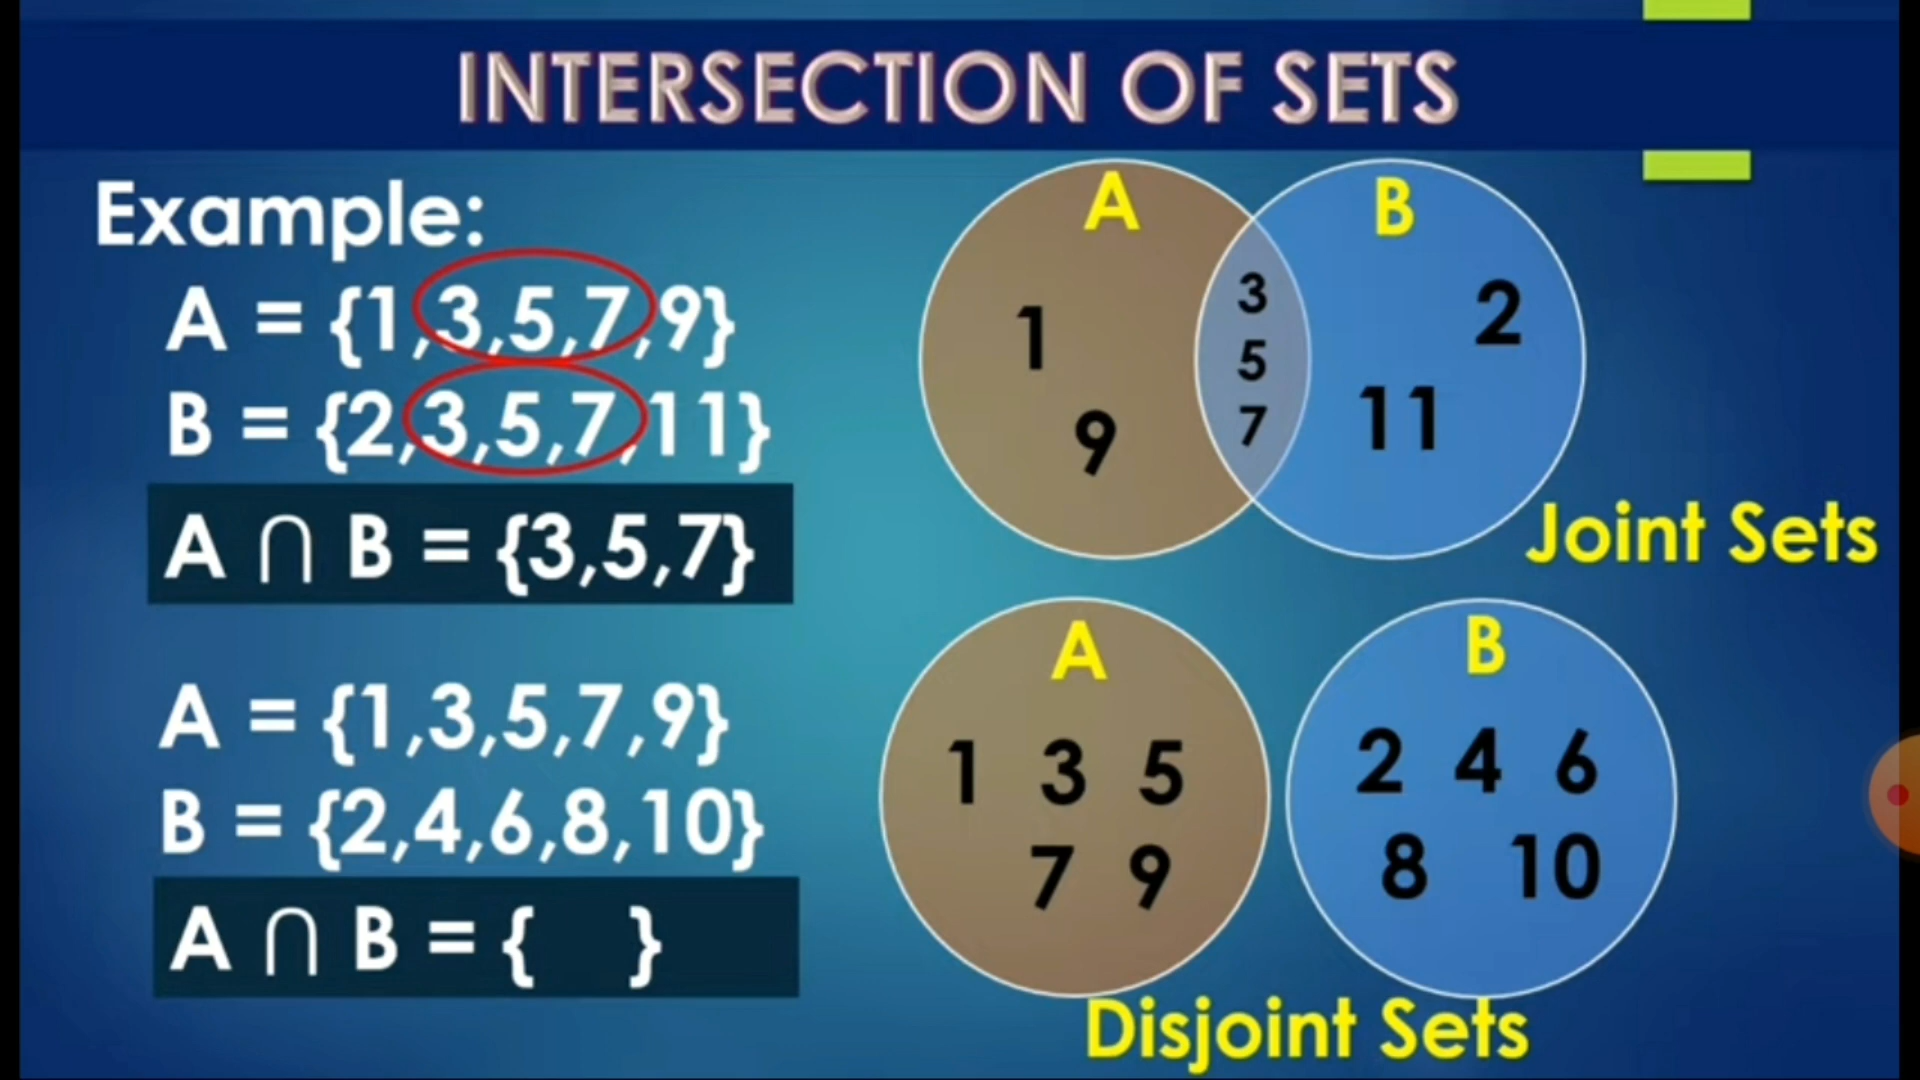 INTERSECTION OF SETS
Example:
A = {1,3,5,7,9}
B = {2,3,5,7,11}
A ∩ B = {3,5,7}
A
B
1
9
3
5
7
2
11
Joint Sets
A = {1,3,5,7,9}
B = {2,4,6,8,10}
A ∩ B = { }
A
1 3 5
7 9
B
2 4 6
8 10
Disjoint Sets